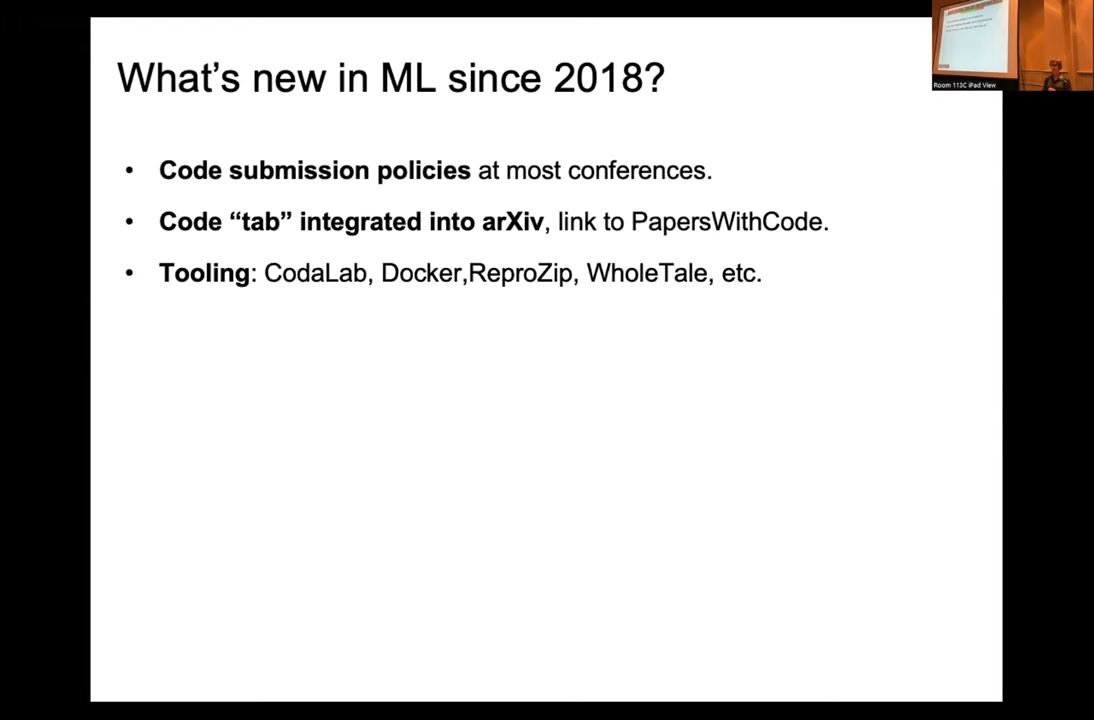 What’s new in ML since 2018?
• Code submission policies at most conferences.
• Code “tab” integrated into arXiv, link to PapersWithCode.
• Tooling: CodaLab, Docker,ReproZip, WholeTale, etc.
Room 113C iPad View